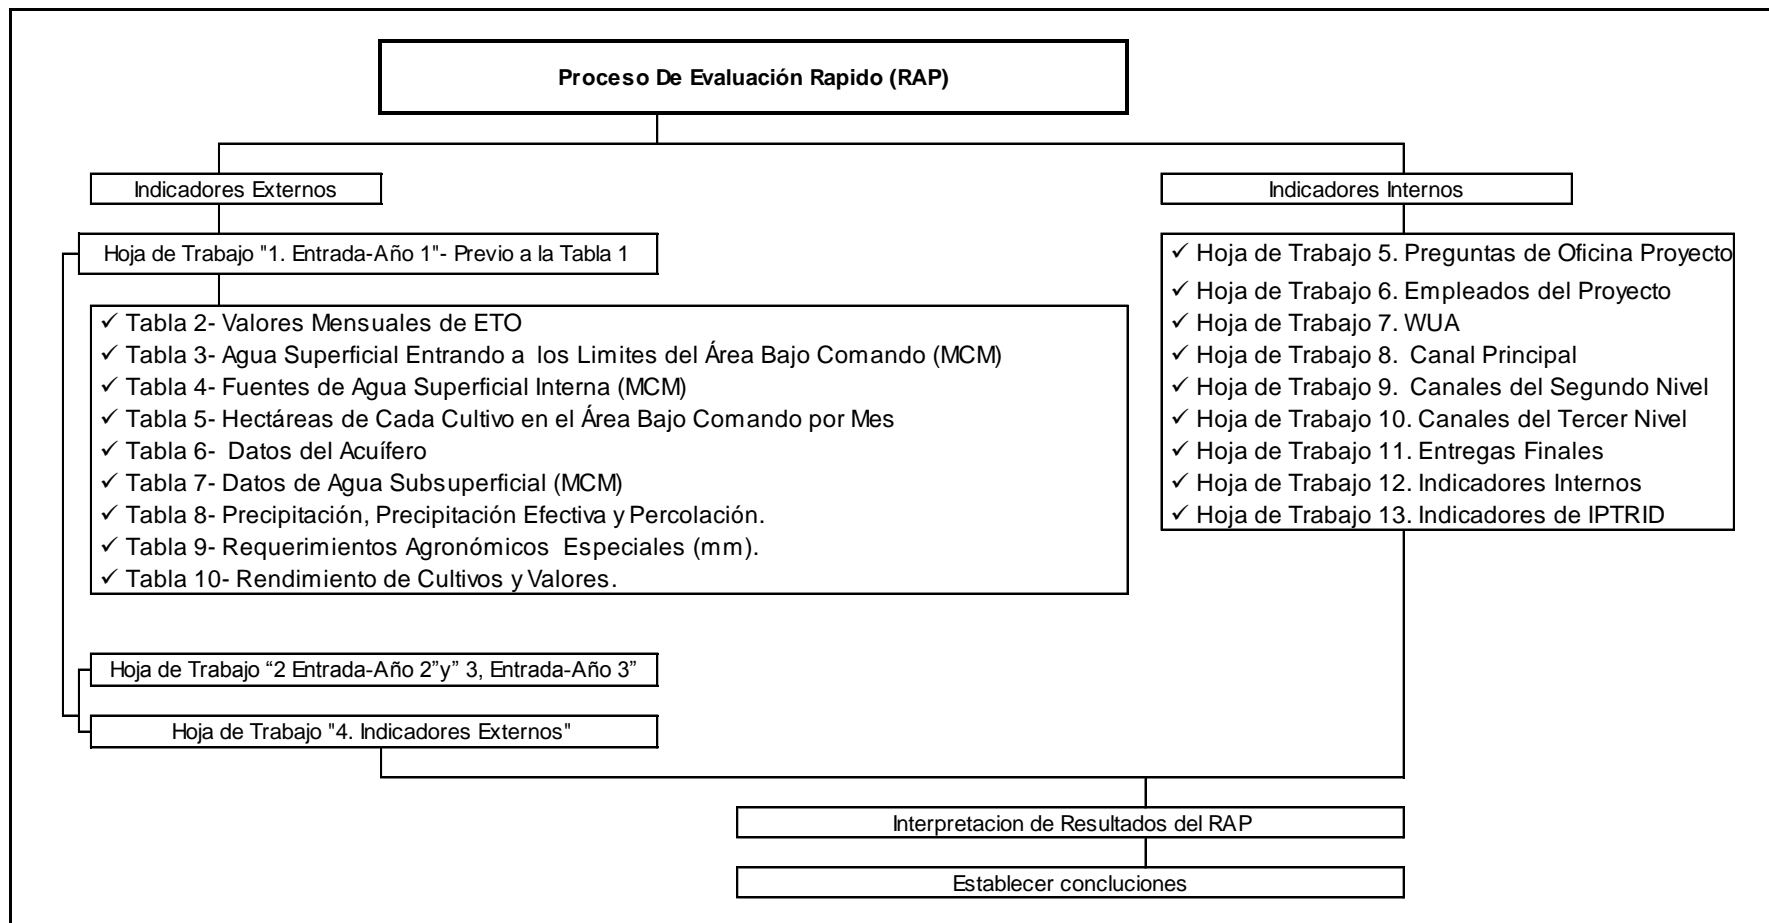 Proceso De Evaluación Rapido (RAP)
Indicadores Externos
Hoja de Trabajo "1. Entrada-Año 1"- Previo a la Tabla 1
✓ Tabla 2- Valores Mensuales de ETO
✓ Tabla 3- Agua Superficial Entrando a los Limites del Área Bajo Comando (MCM)
✓ Tabla 4- Fuentes de Agua Superficial Interna (MCM)
✓ Tabla 5- Hectáreas de Cada Cultivo en el Área Bajo Comando por Mes
✓ Tabla 6- Datos del Acuífero
✓ Tabla 7- Datos de Agua Subsuperficial (MCM)
✓ Tabla 8- Precipitación, Precipitación Efectiva y Percolación.
✓ Tabla 9- Requerimientos Agronómicos Especiales (mm).
✓ Tabla 10- Rendimiento de Cultivos y Valores.
Hoja de Trabajo “2 Entrada-Año 2”y” 3, Entrada-Año 3”
Hoja de Trabajo "4. Indicadores Externos"
Indicadores Internos
✓ Hoja de Trabajo 5. Preguntas de Oficina Proyecto
✓ Hoja de Trabajo 6. Empleados del Proyecto
✓ Hoja de Trabajo 7. WUA
✓ Hoja de Trabajo 8. Canal Principal
✓ Hoja de Trabajo 9. Canales del Segundo Nivel
✓ Hoja de Trabajo 10. Canales del Tercer Nivel
✓ Hoja de Trabajo 11. Entregas Finales
✓ Hoja de Trabajo 12. Indicadores Internos
✓ Hoja de Trabajo 13. Indicadores de IPTRID
Interpretacion de Resultados del RAP
Establecer concluciones